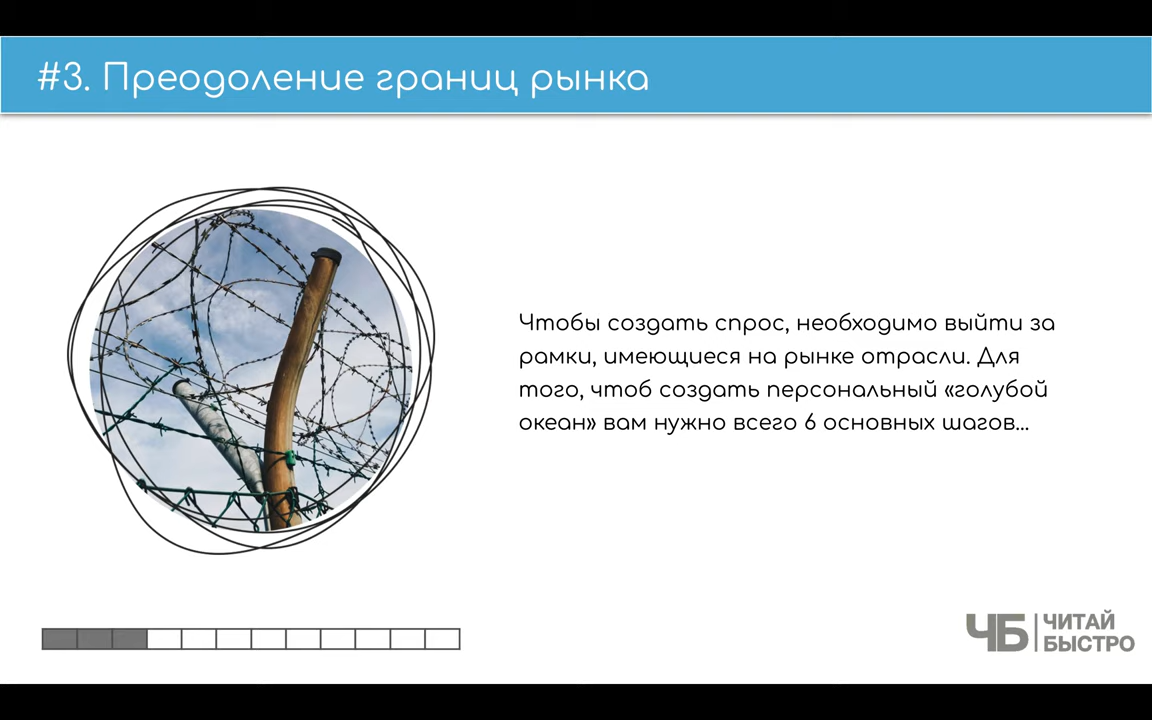 #3. Преодоление границ рынка
Чтобы создать спрос, необходимо выйти за
рамки, имеющиеся на рынке отрасли. Для
того, чтоб создать персональный «голубой
океан» вам нужно всего 6 основных шагов...
ЧБ
ЧИТАЙ
БЫСТРО